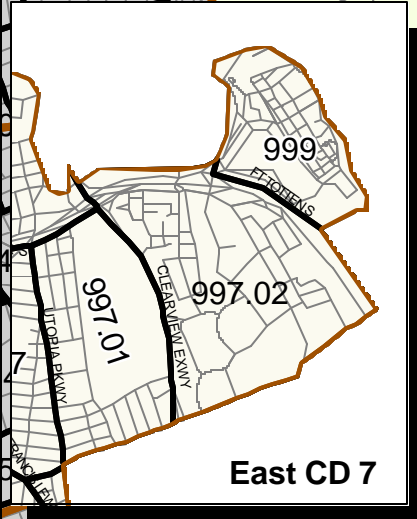 999
FT TOTTENS
997.02
997.01
CLEARVIEW EXWY
UTOPIA PKWY
East CD 7